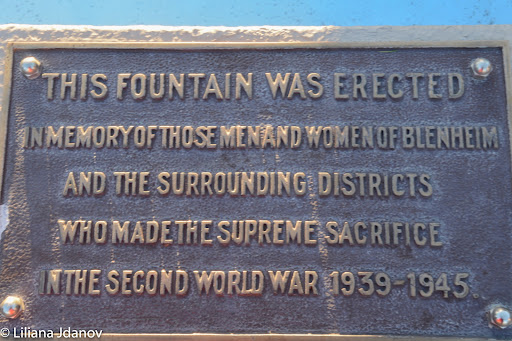 THIS FOUNTAIN WAS ERECTED
IN MEMORY OF THOSE MEN AND WOMEN OF BLENHEIM
AND THE SURROUNDING DISTRICTS
WHO MADE THE SUPREME SACRIFICE
IN THE SECOND WORLD WAR 1939-1945
© Liliana Jdanov